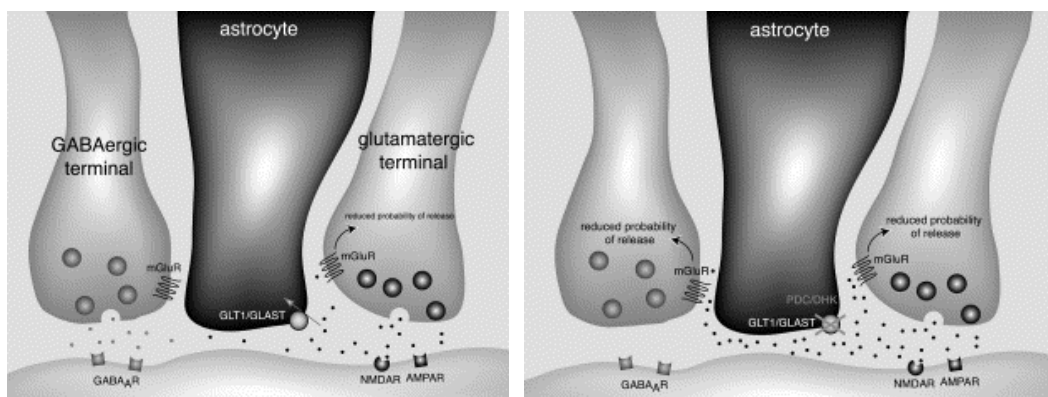 astrocyte
GABAergic
terminal
glutamatergic
terminal
reduced probability of release
mGluR
mGluR
GLT1/GLAST
GABAAR
NMDAR AMPAR
astrocyte
reduced probability
of release
reduced probability
of release
mGluR
mGluR
PDC/DHK
GLT1/GLAST
GABAAR
NMDAR AMPAR